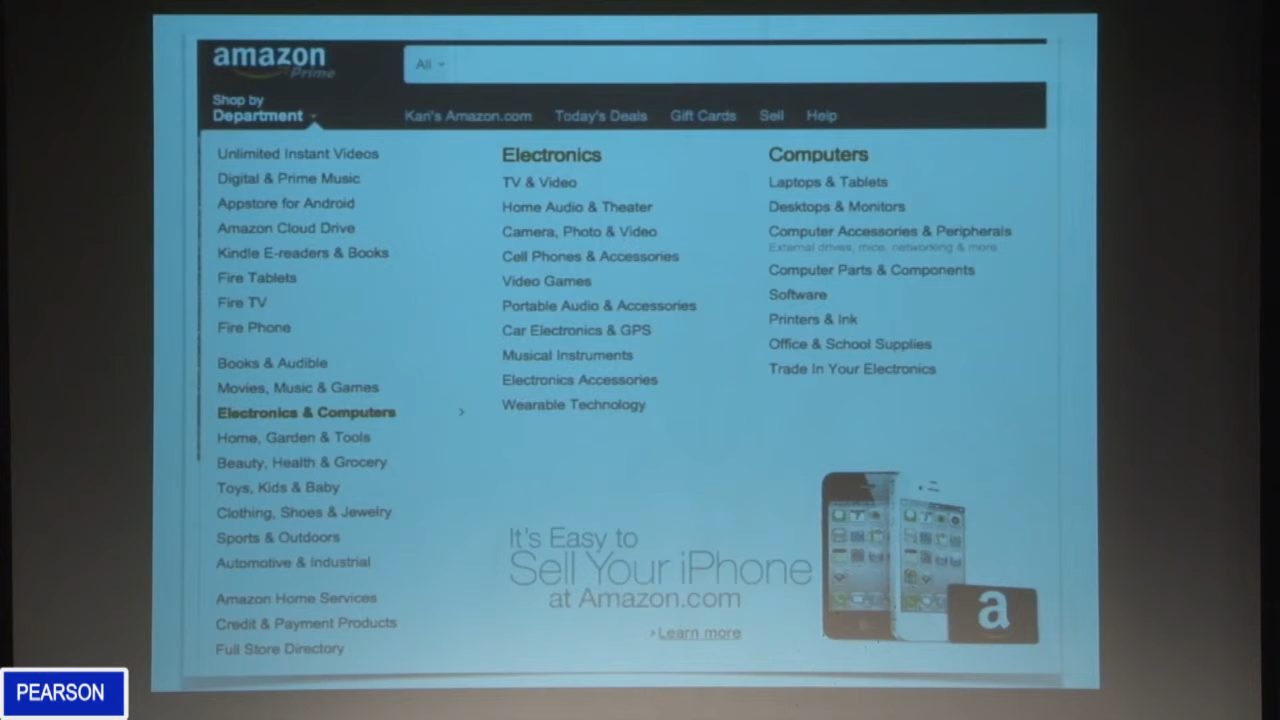 amazon
Prime
All
Shop by
Department
Kari's Amazon.com Today's Deals Gift Cards Sell Help
Unlimited Instant Videos
Digital & Prime Music
Appstore for Android
Amazon Cloud Drive
Kindle E-readers & Books
Fire Tablets
Fire TV
Fire Phone
Books & Audible
Movies, Music & Games
Electronics & Computers
Home, Garden & Tools
Beauty, Health & Grocery
Toys, Kids & Baby
Clothing, Shoes & Jewelry
Sports & Outdoors
Automotive & Industrial
Amazon Home Services
Credit & Payment Products
Full Store Directory
Electronics
TV & Video
Home Audio & Theater
Camera, Photo & Video
Cell Phones & Accessories
Video Games
Portable Audio & Accessories
Car Electronics & GPS
Musical Instruments
Electronics Accessories
Wearable Technology
Computers
Laptops & Tablets
Desktops & Monitors
Computer Accessories & Peripherals
External drives, mice, networking & more
Computer Parts & Components
Software
Printers & Ink
Office & School Supplies
Trade In Your Electronics
It's Easy to
Sell Your iPhone
at Amazon.com
Learn more
a
PEARSON